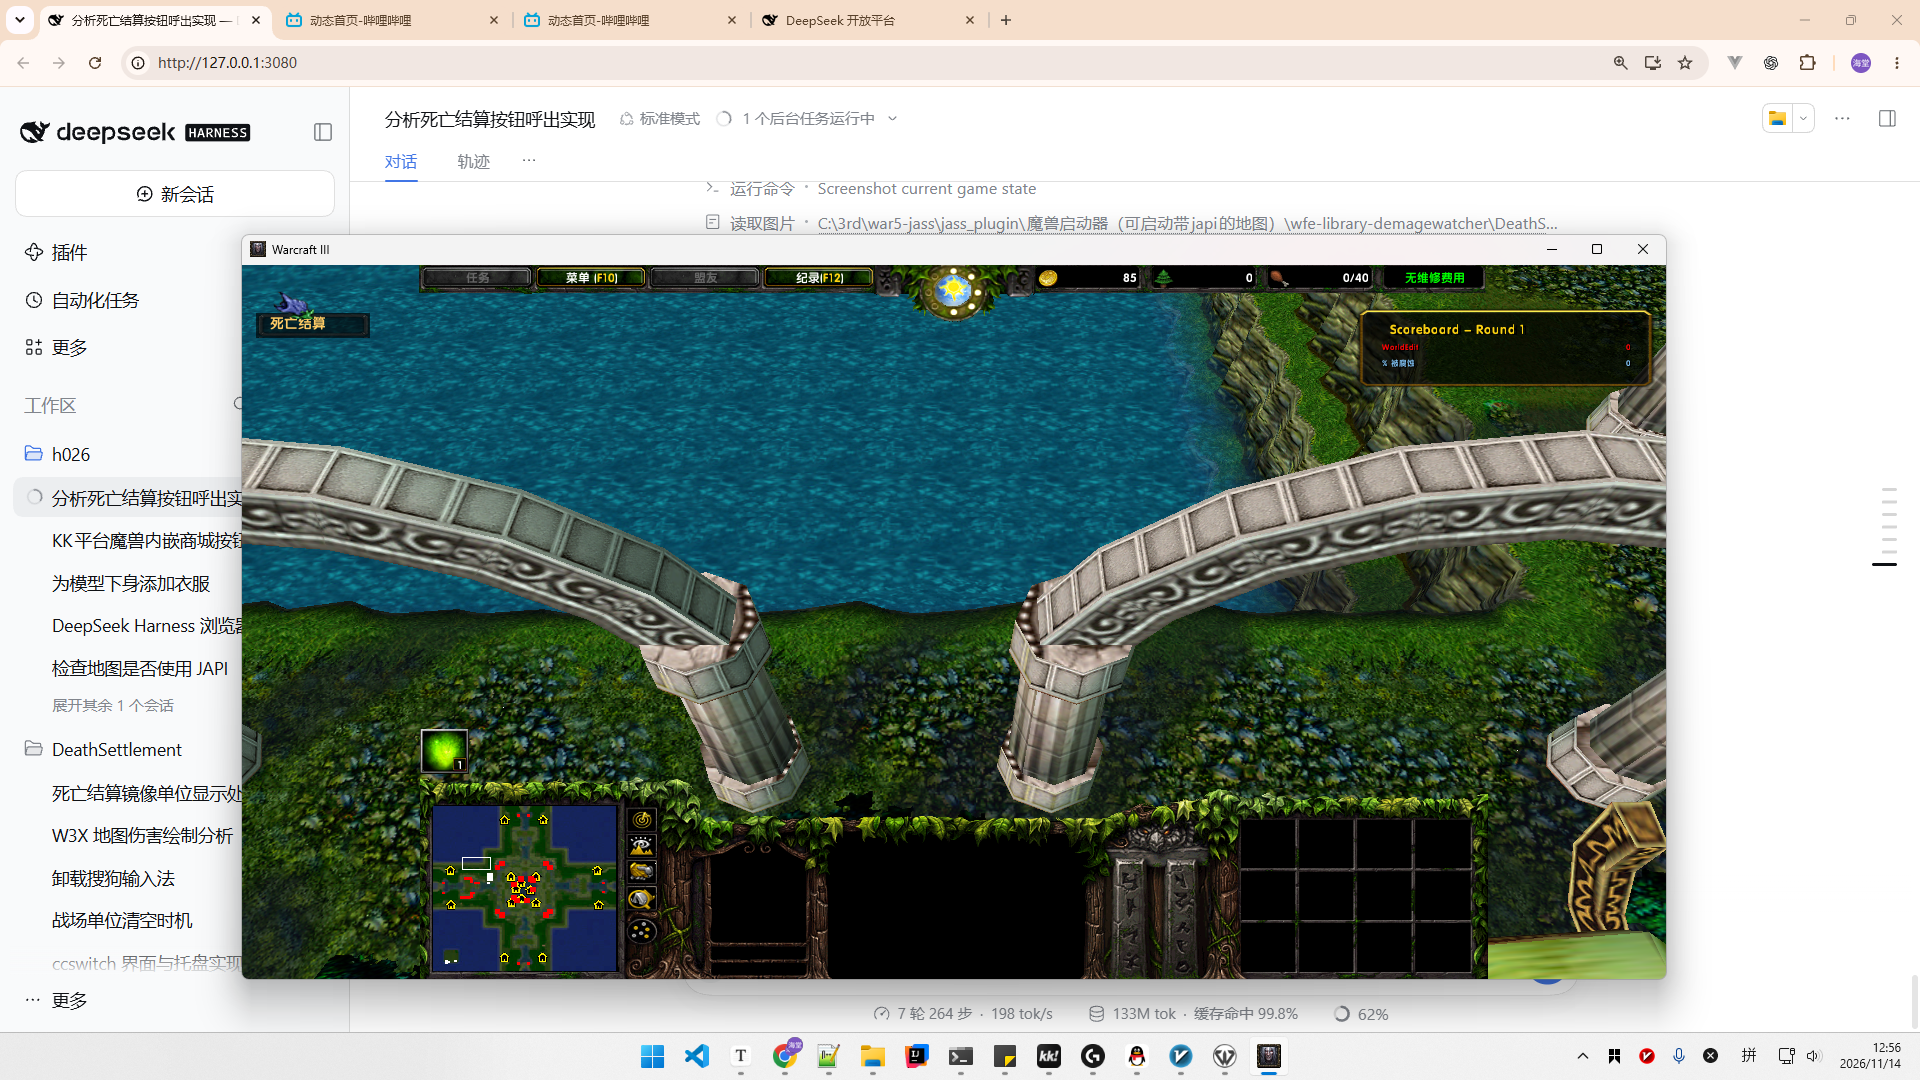 分析死亡结算按钮呼出实现 —
动态首页-哔哩哔哩
动态首页-哔哩哔哩
DeepSeek 开放平台
http://127.0.0.1:3080
海堂
deepseek HARNESS
新会话
插件
自动化任务
更多
工作区
h026
分析死亡结算按钮呼出实
KK平台魔兽内嵌商城按钮
为模型下身添加衣服
DeepSeek Harness 浏览器
检查地图是否使用 JAPI
展开其余 1 个会话
DeathSettlement
死亡结算镜像单位显示处
W3X 地图伤害绘制分析
卸载搜狗输入法
战场单位清空时机
ccswitch 界面与托盘实现
更多
分析死亡结算按钮呼出实现
标准模式
1 个后台任务运行中
对话
轨迹
运行命令 · Screenshot current game state
读取图片 · C:\3rd\war5-jass\jass_plugin\魔兽启动器（可启动带japi的地图）\wfe-library-demagewatcher\DeathS...
Warcraft III
任务
菜单 (F10)
盟友
纪录(F12)
85
0
0/40
无维修费用
死亡结算
Scoreboard – Round 1
WorldEdit 0
% 被腐蚀 0
1
7 轮 264 步 · 198 tok/s
133M tok · 缓存命中 99.8%
62%
海堂
kk!
拼
12:56
2026/11/14